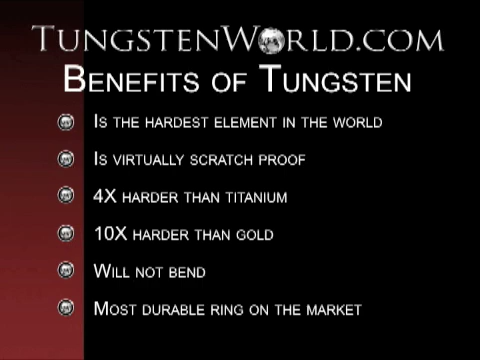 TUNGSTENWORLD.COM
BENEFITS OF TUNGSTEN
IS THE HARDEST ELEMENT IN THE WORLD
IS VIRTUALLY SCRATCH PROOF
4X HARDER THAN TITANIUM
10X HARDER THAN GOLD
WILL NOT BEND
MOST DURABLE RING ON THE MARKET